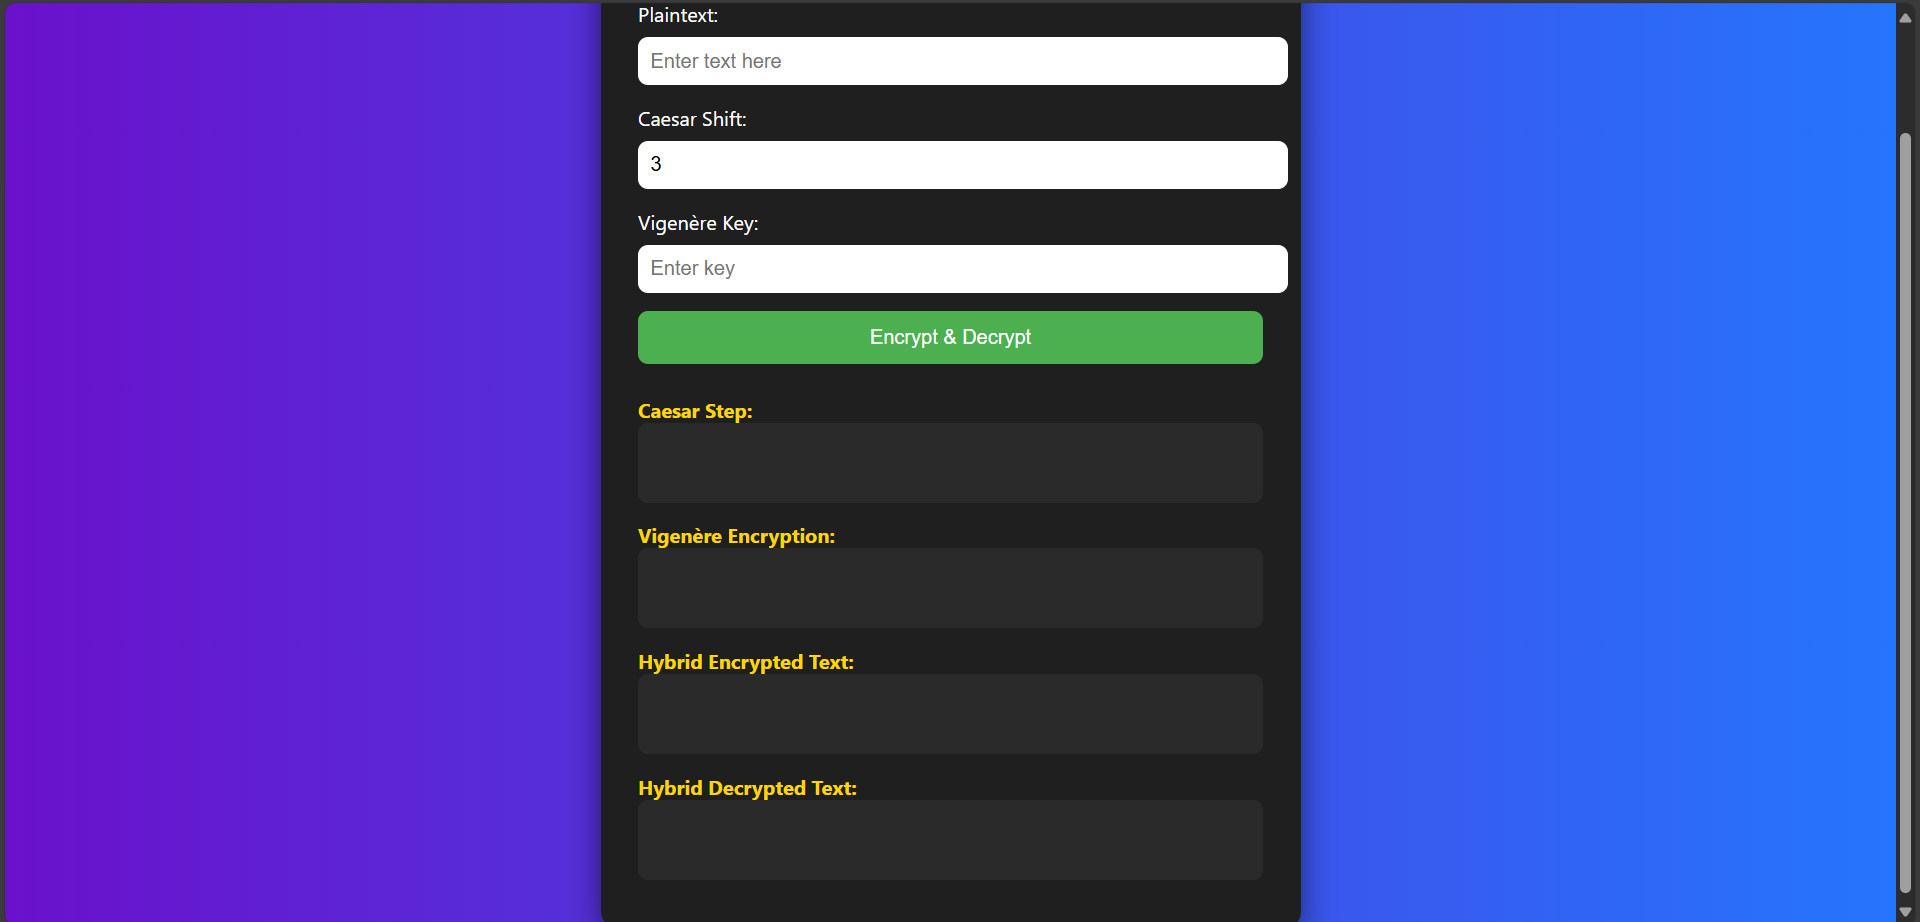 Plaintext:
Enter text here
Caesar Shift:
3
Vigenère Key:
Enter key
Encrypt & Decrypt
Caesar Step:
Vigenère Encryption:
Hybrid Encrypted Text:
Hybrid Decrypted Text: